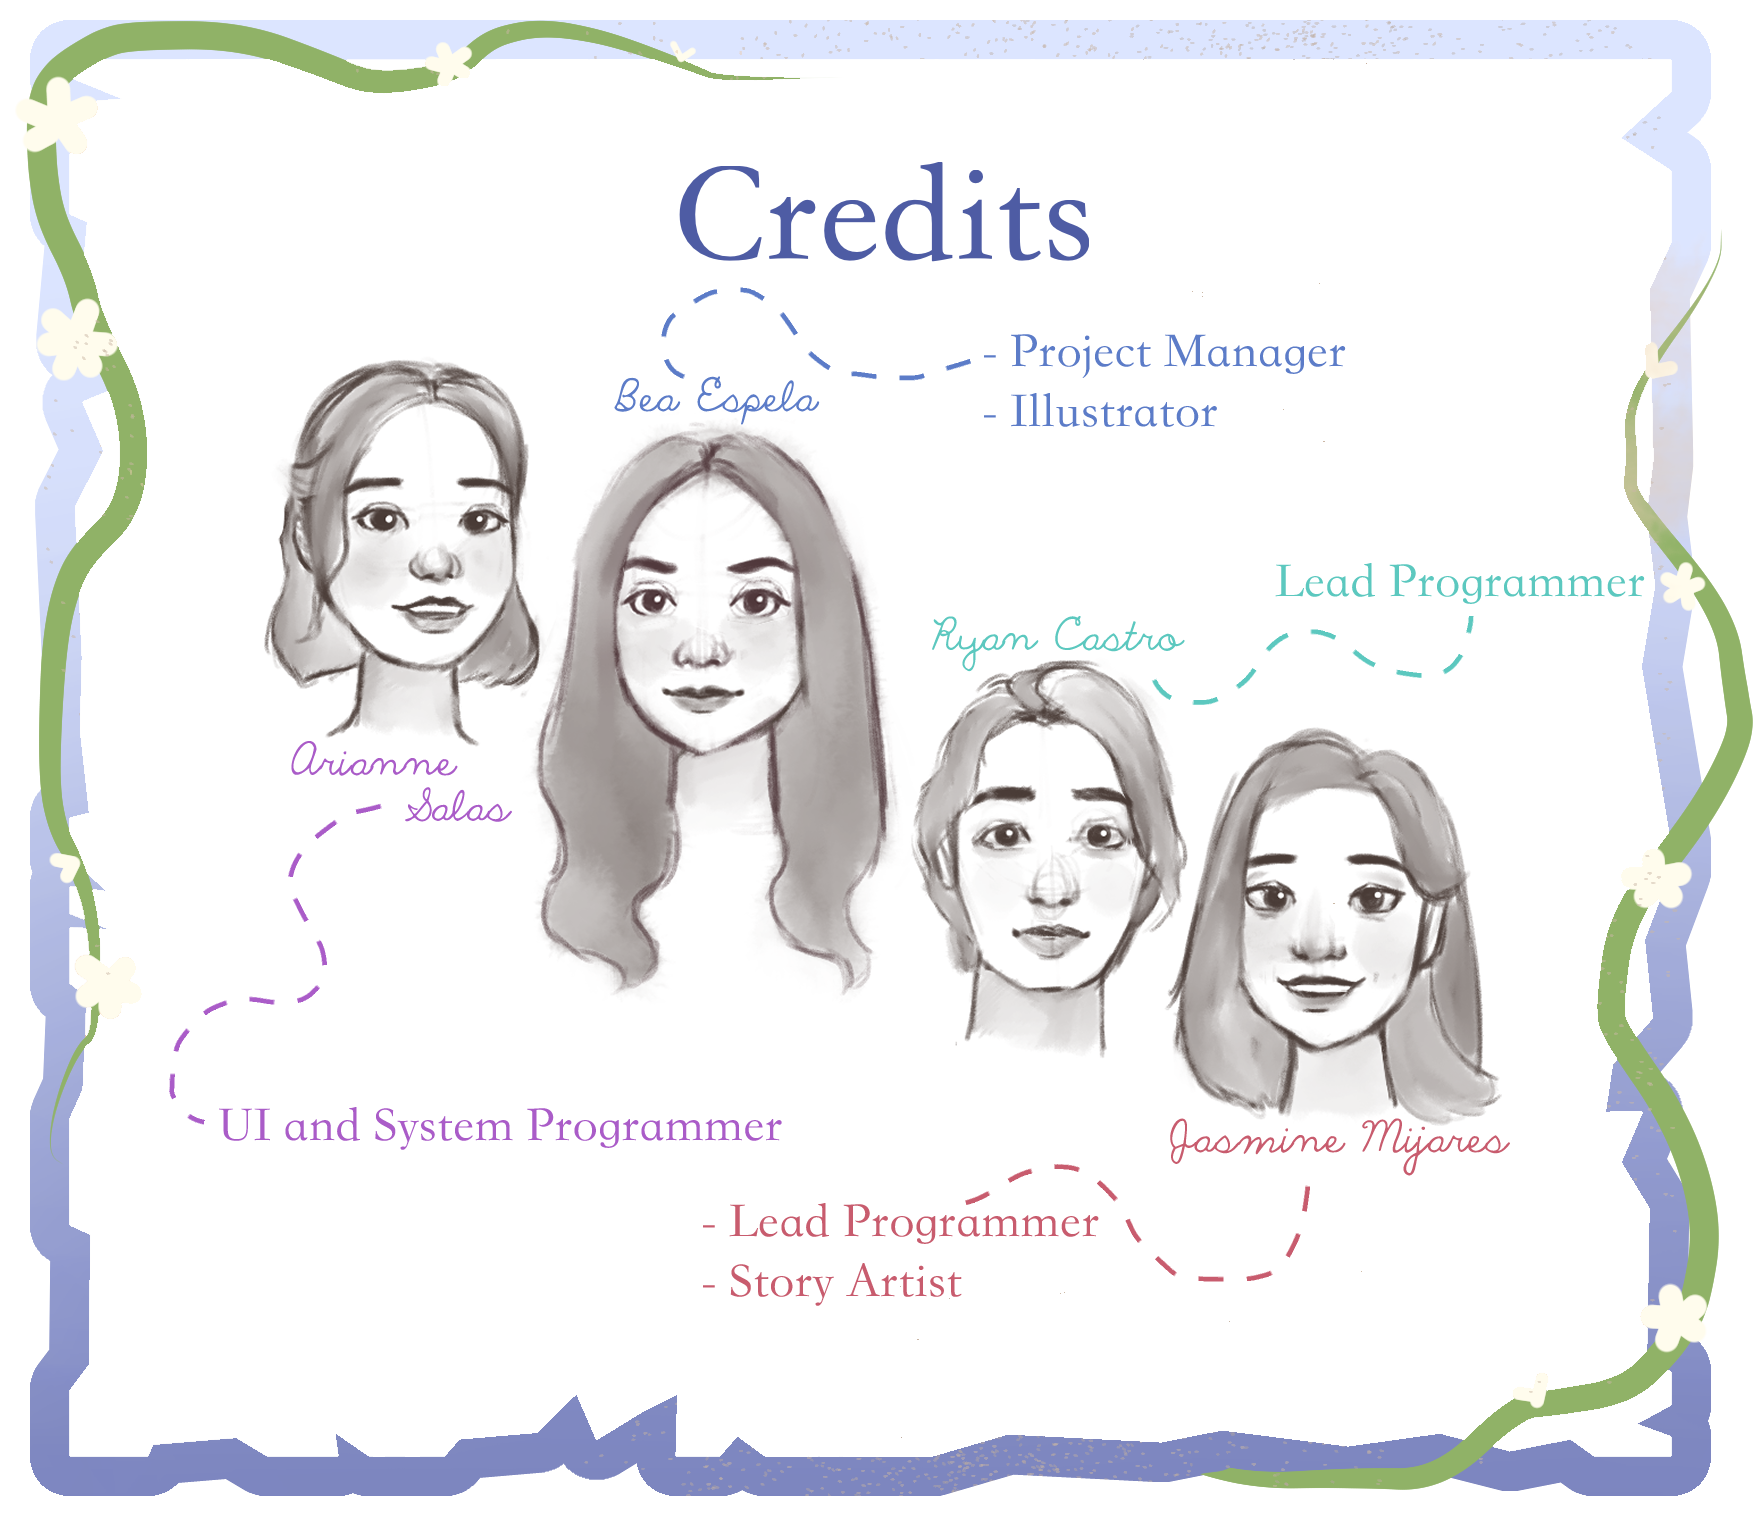 Credits
Bea Espela
- Project Manager
- Illustrator
Lead Programmer
Ryan Castro
Arianne
Salas
UI and System Programmer
Jasmine Mijares
- Lead Programmer
- Story Artist